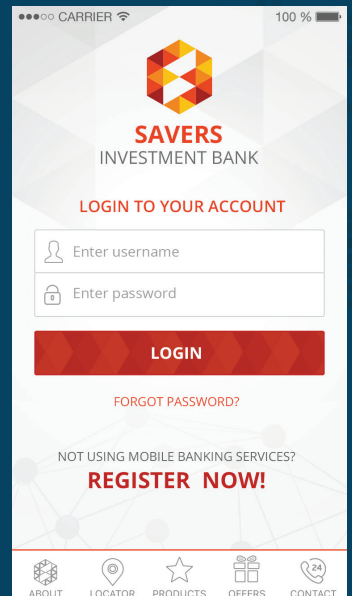 CARRIER 100 %
SAVERS
INVESTMENT BANK
LOGIN TO YOUR ACCOUNT
Enter username
Enter password
LOGIN
FORGOT PASSWORD?
NOT USING MOBILE BANKING SERVICES?
REGISTER NOW!
24
ABOUT LOCATOR PRODUCTS OFFERS CONTACT